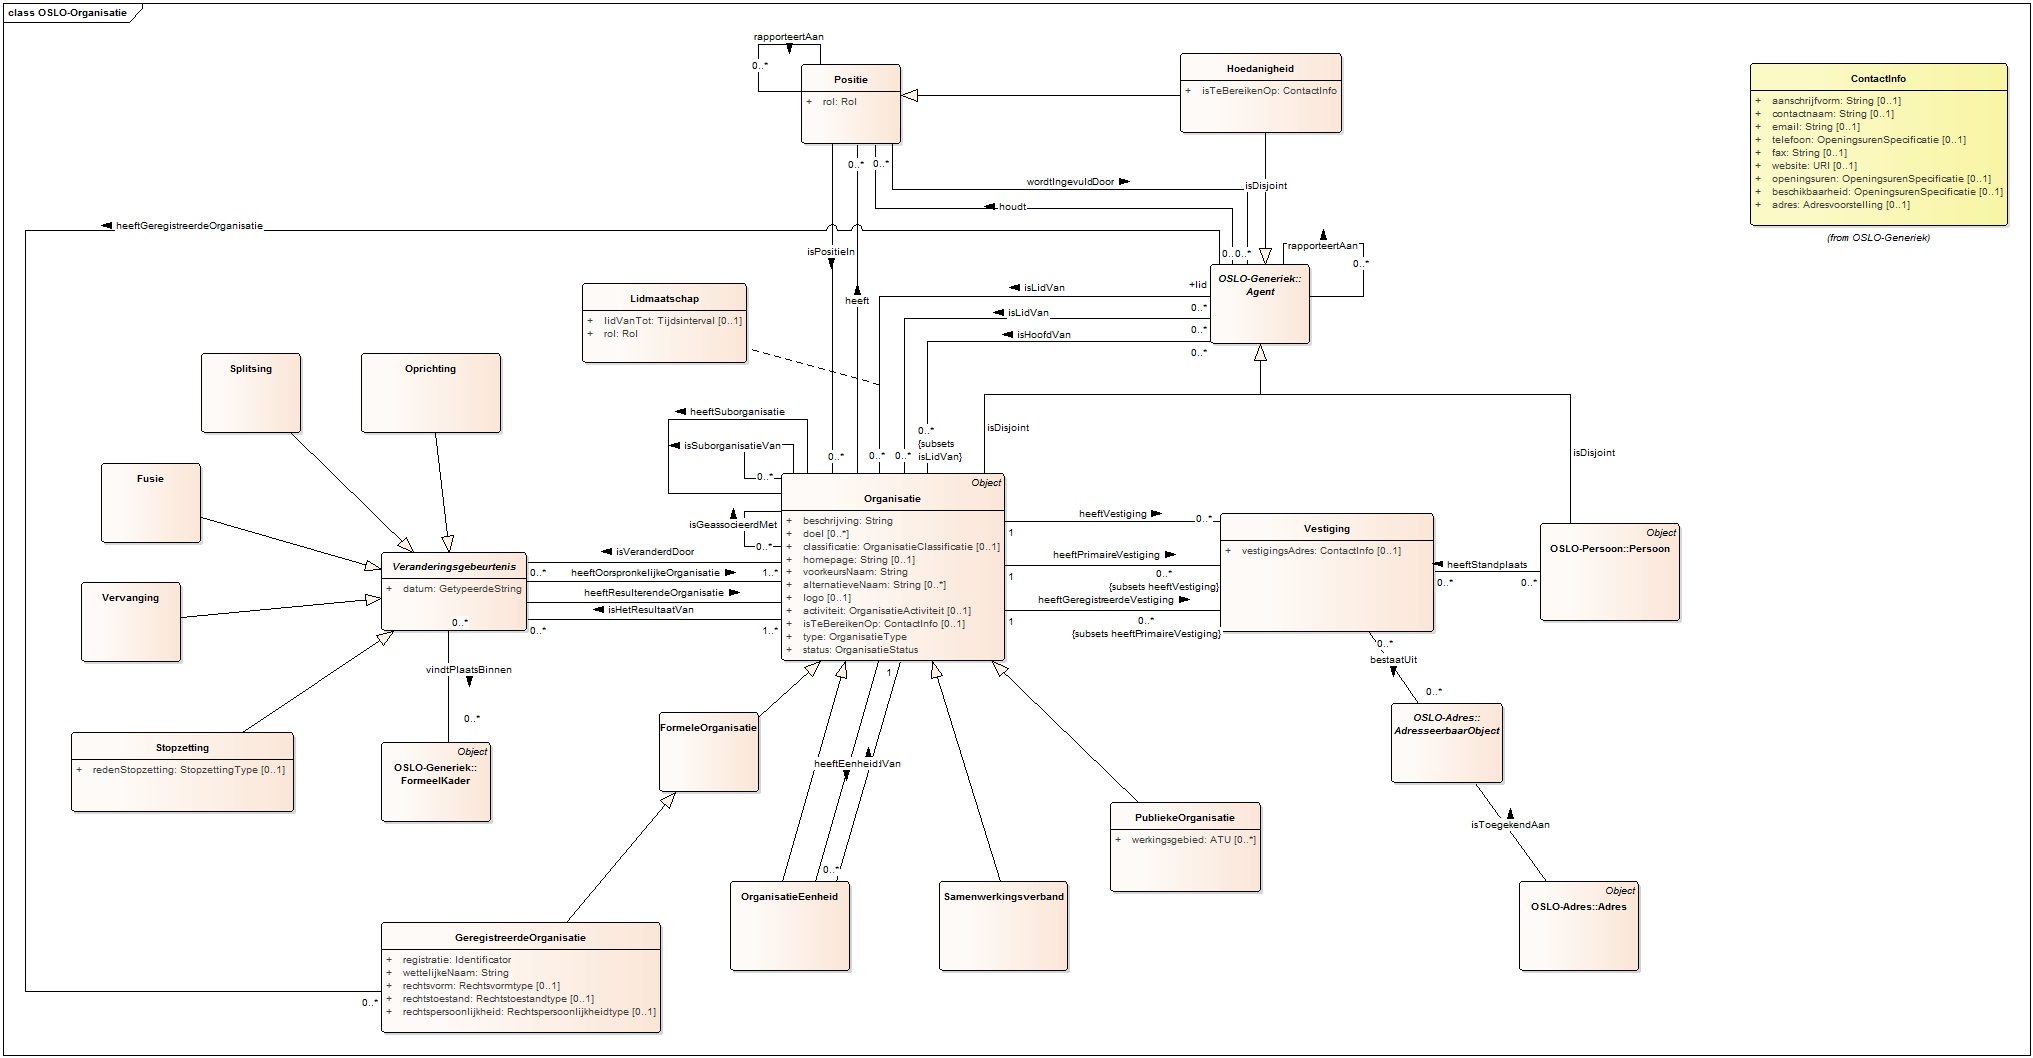 class OSLO-Organisatie
rapporteertAan
0..*
Positie
+ rol: Rol
Hoedanigheid
+ isTeBereikenOp: ContactInfo
ContactInfo
+ aanschrijfvorm: String [0..1]
+ contactnaam: String [0..1]
+ email: String [0..1]
+ telefoon: OpeningsurenSpecificatie [0..1]
+ fax: String [0..1]
+ website: URI [0..1]
+ openingsuren: OpeningsurenSpecificatie [0..1]
+ beschikbaarheid: OpeningsurenSpecificatie [0..1]
+ adres: Adresvoorstelling [0..1]
(from OSLO-Generiek)
0..*
0..*
wordtIngevuldDoor
isDisjoint
houdt
heeftGeregistreerdeOrganisatie
isPositieIn
heeft
0..
0..*
rapporteertAan
0..*
OSLO-Generiek::
Agent
+lid
isLidVan
0..*
isLidVan
0..*
isHoofdVan
0..*
Lidmaatschap
+ lidVanTot: Tijdsinterval [0..1]
+ rol: Rol
Splitsing
Oprichting
Fusie
Vervanging
Stopzetting
+ redenStopzetting: StopzettingType [0..1]
Veranderingsgebeurtenis
+ datum: GetypeerdeString
0..*
vindtPlaatsBinnen
0..*
Object
OSLO-Generiek::
FormeelKader
heeftSuborganisatie
isSuborganisatieVan
0..*
isGeassocieerdMet
0..*
0..*
0..*
0..*
0..*
{subsets
isLidVan}
isDisjoint
isDisjoint
isVeranderdDoor
0..*
heeftOorspronkelijkeOrganisatie
1..*
heeftResulterendeOrganisatie
isHetResultaatVan
0..*
1..*
Object
Organisatie
+ beschrijving: String
+ doel [0..*]
+ classificatie: OrganisatieClassificatie [0..1]
+ homepage: String [0..1]
+ voorkeursNaam: String
+ alternatieveNaam: String [0..*]
+ logo [0..1]
+ activiteit: OrganisatieActiviteit [0..1]
+ isTeBereikenOp: ContactInfo [0..1]
+ type: OrganisatieType
+ status: OrganisatieStatus
heeftVestiging
0..*
1
heeftPrimaireVestiging
1
0..*
{subsets heeftVestiging}
heeftGeregistreerdeVestiging
1
0..*
{subsets heeftPrimaireVestiging}
Vestiging
+ vestigingsAdres: ContactInfo [0..1]
heeftStandplaats
0..*
0..*
Object
OSLO-Persoon::Persoon
0..*
bestaatUit
0..*
OSLO-Adres::
AdresseerbaarObject
isToegekendAan
Object
OSLO-Adres::Adres
1
FormeleOrganisatie
heeftEenheid
Van
0..*
PubliekeOrganisatie
+ werkingsgebied: ATU [0..*]
OrganisatieEenheid
Samenwerkingsverband
GeregistreerdeOrganisatie
+ registratie: Identificator
+ wettelijkeNaam: String
+ rechtsvorm: Rechtsvormtype [0..1]
+ rechtstoestand: Rechtstoestandtype [0..1]
+ rechtspersoonlijkheid: Rechtspersoonlijkheidtype [0..1]
0..*